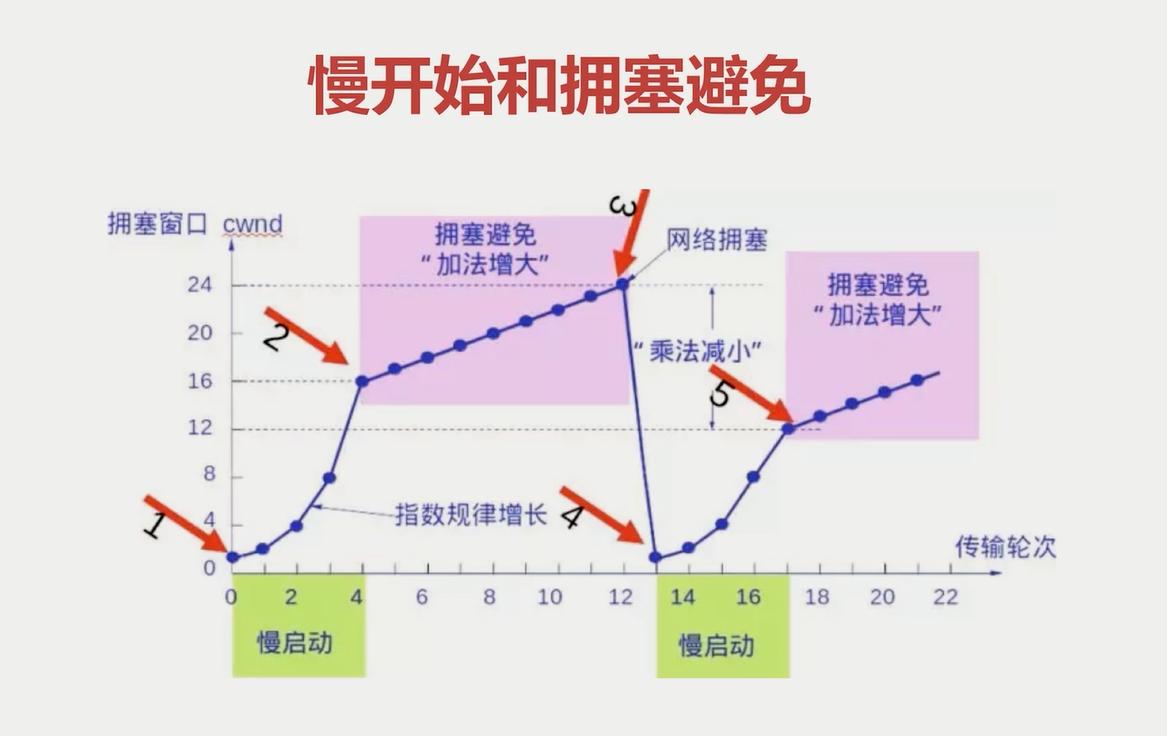 慢开始和拥塞避免
拥塞窗口 cwnd
拥塞避免
“加法增大”
3
网络拥塞
拥塞避免
“加法增大”
24
20
16
12
8
4
0
2
“乘法减小”
5
1
指数规律增长
4
传输轮次
0 2 4 6 8 10 12 14 16 18 20 22
慢启动
慢启动